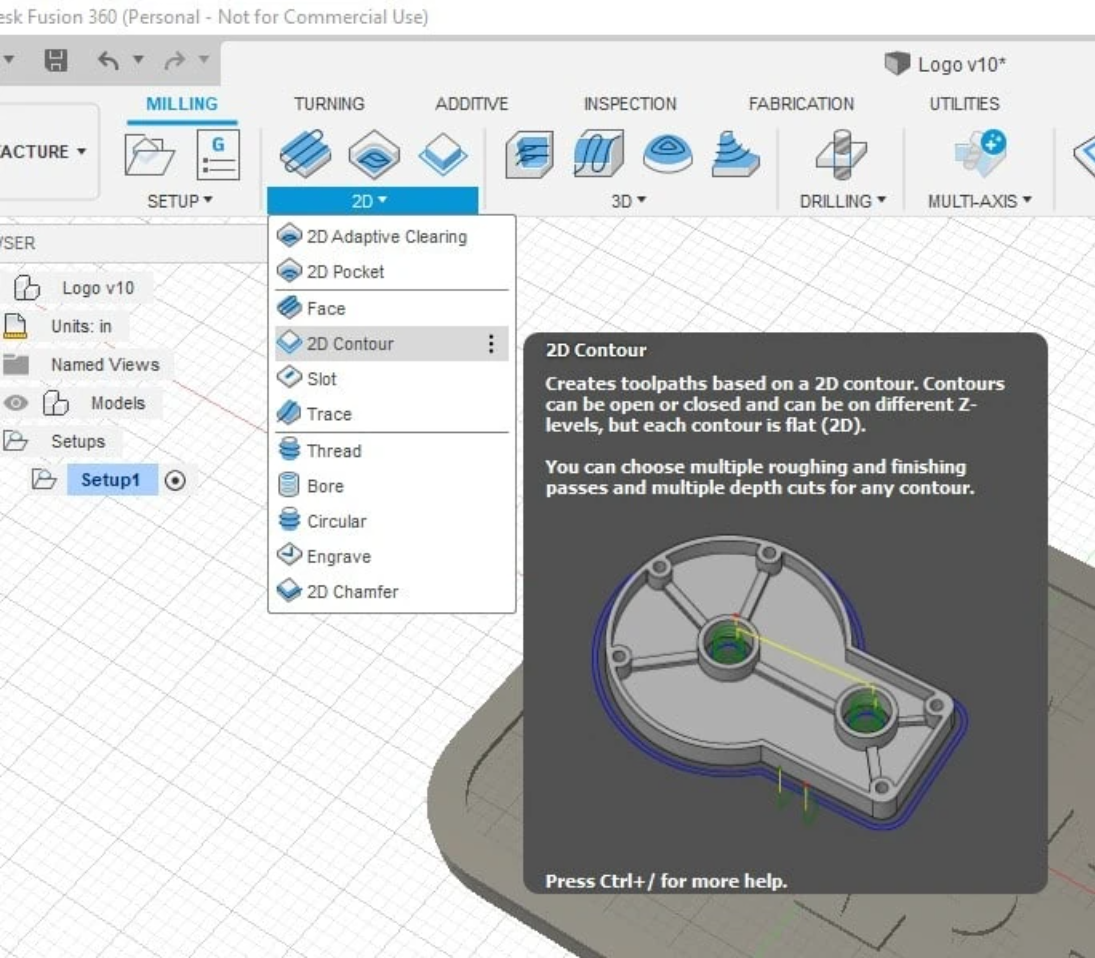 esk Fusion 360 (Personal - Not for Commercial Use)
Logo v10*
MILLING TURNING ADDITIVE INSPECTION FABRICATION UTILITIES
ACTURE
G
SETUP 2D 3D DRILLING MULTI-AXIS
SER
2D Adaptive Clearing
2D Pocket
Face
2D Contour
Slot
Trace
Thread
Bore
Circular
Engrave
2D Chamfer
Logo v10
Units: in
Named Views
Models
Setups
Setup1
2D Contour
Creates toolpaths based on a 2D contour. Contours
can be open or closed and can be on different Z-
levels, but each contour is flat (2D).
You can choose multiple roughing and finishing
passes and multiple depth cuts for any contour.
Press Ctrl+/ for more help.